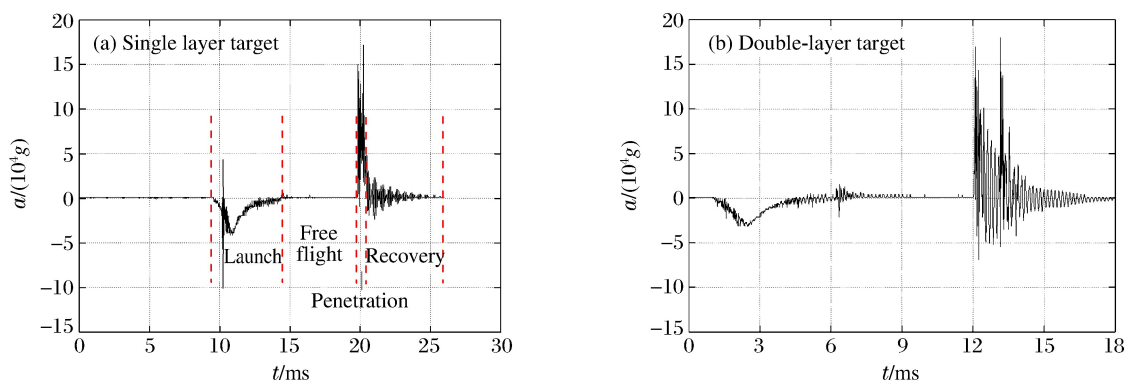 (a) Single layer target
20
15
10
5
0
−5
−10
−15
a/(10⁴g)
Launch
Free
flight
Recovery
Penetration
0 5 10 15 20 25 30
t/ms
(b) Double-layer target
20
15
10
5
0
−5
−10
−15
a/(10⁴g)
0 3 6 9 12 15 18
t/ms